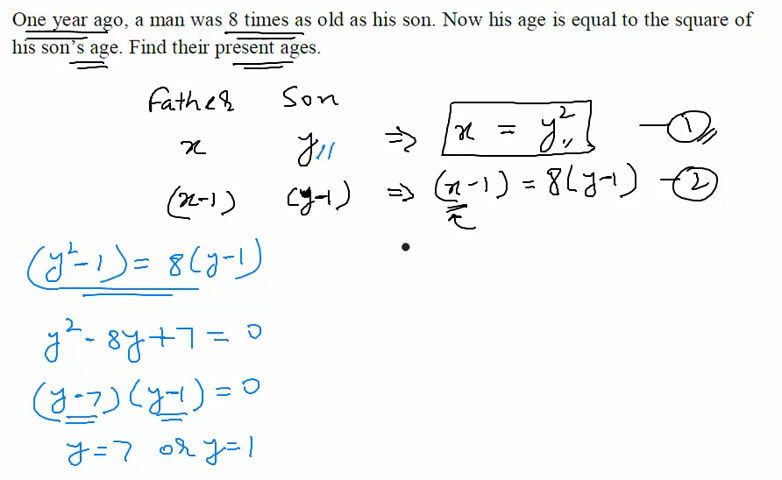 One year ago, a man was 8 times as old as his son. Now his age is equal to the square of
his son's age. Find their present ages.
Father Son
x y ⇒ x = y² — ①
(x-1) (y-1) ⇒ (x-1) = 8(y-1) — ②
(y²-1) = 8(y-1)
y² - 8y + 7 = 0
(y-7)(y-1) = 0
y = 7 or y = 1